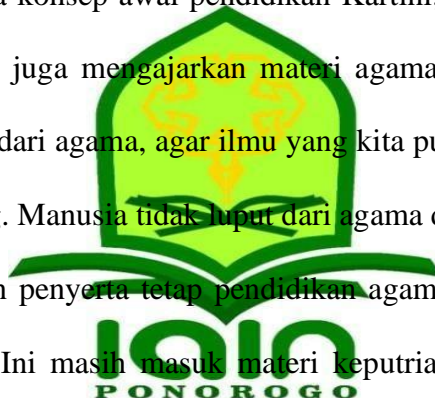 konsep awal pendidikan Kartini.
juga mengajarkan materi agama
dari agama, agar ilmu yang kita
Manusia tidak luput dari agama
penyerta tetap pendidikan agam
Ini masih masuk materi keputria
IAIN
PONOROGO